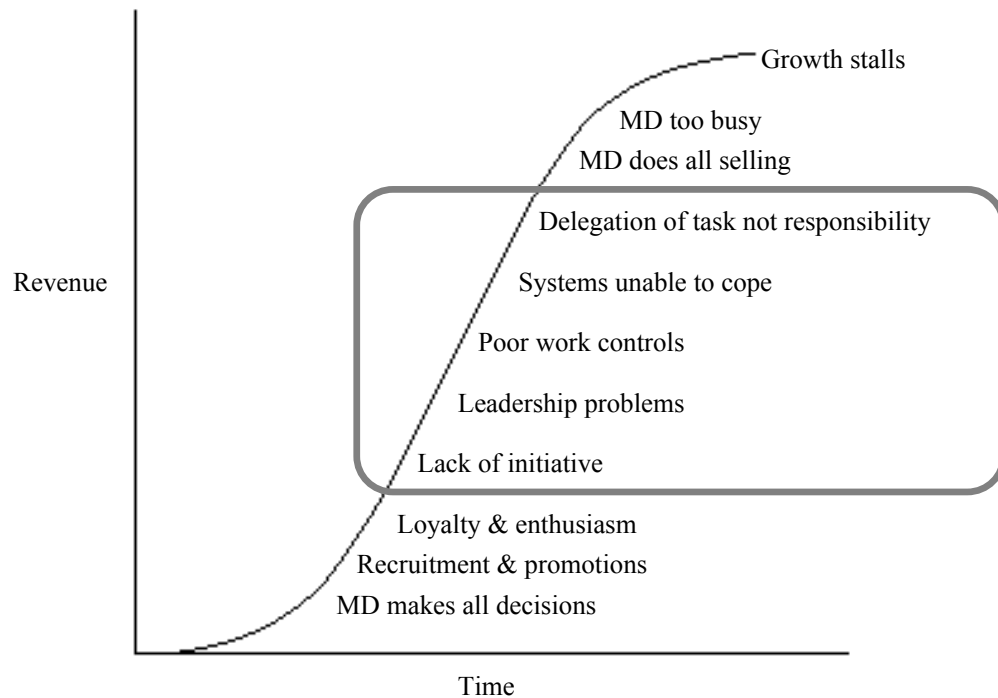 Growth stalls
MD too busy
MD does all selling
Delegation of task not responsibility
Revenue
Systems unable to cope
Poor work controls
Leadership problems
Lack of initiative
Loyalty & enthusiasm
Recruitment & promotions
MD makes all decisions
Time